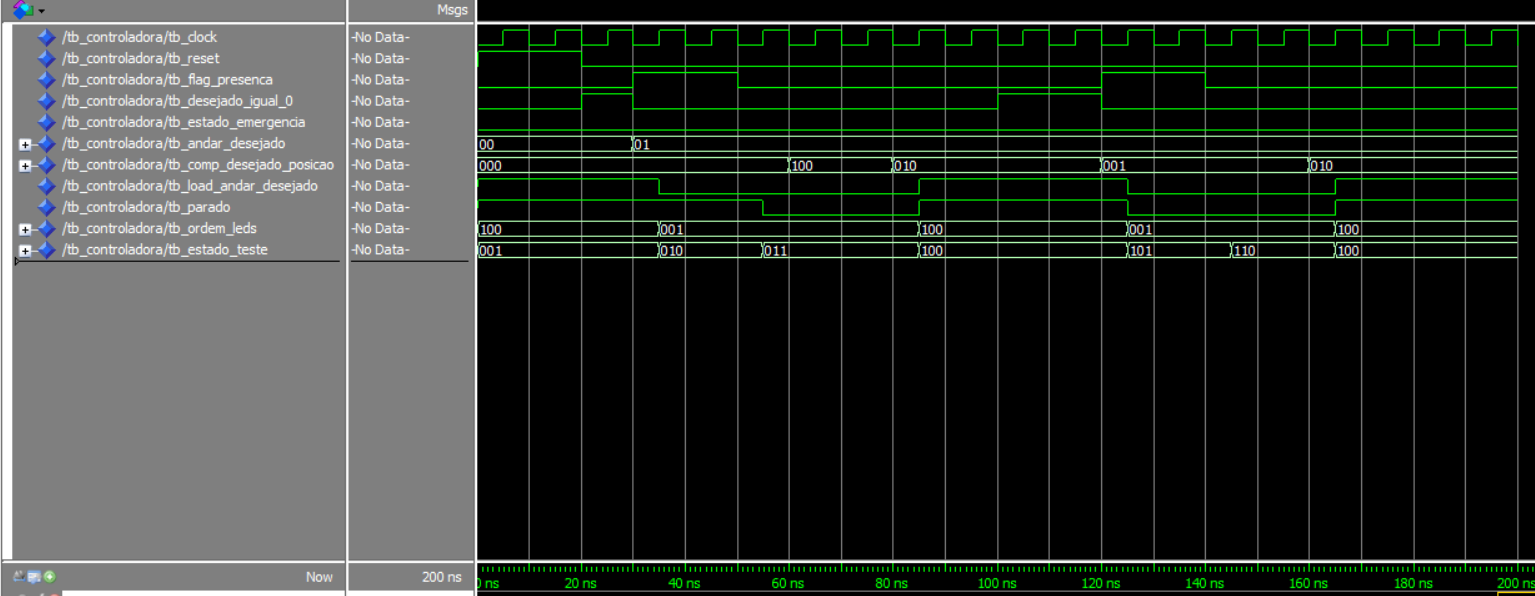 Msgs
/tb_controladora/tb_clock -No Data-
/tb_controladora/tb_reset -No Data-
/tb_controladora/tb_flag_presenca -No Data-
/tb_controladora/tb_desejado_igual_0 -No Data-
/tb_controladora/tb_estado_emergencia -No Data-
/tb_controladora/tb_andar_desejado -No Data- 00 01
/tb_controladora/tb_comp_desejado_posicao -No Data- 000 100 010 001 010
/tb_controladora/tb_load_andar_desejado -No Data-
/tb_controladora/tb_parado -No Data-
/tb_controladora/tb_ordem_leds -No Data- 100 001 100 001 100
/tb_controladora/tb_estado_teste -No Data- 001 010 011 100 101 110 100
Now 200 ns ns 20 ns 40 ns 60 ns 80 ns 100 ns 120 ns 140 ns 160 ns 180 ns 200 ns